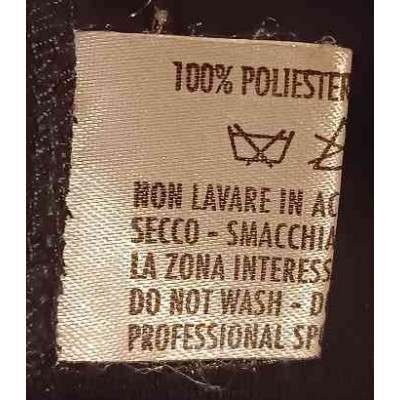 100% POLIESTER
NON LAVARE IN AC
SECCO - SMACCHIA
LA ZONA INTERESS
DO NOT WASH - D
PROFESSIONAL SP